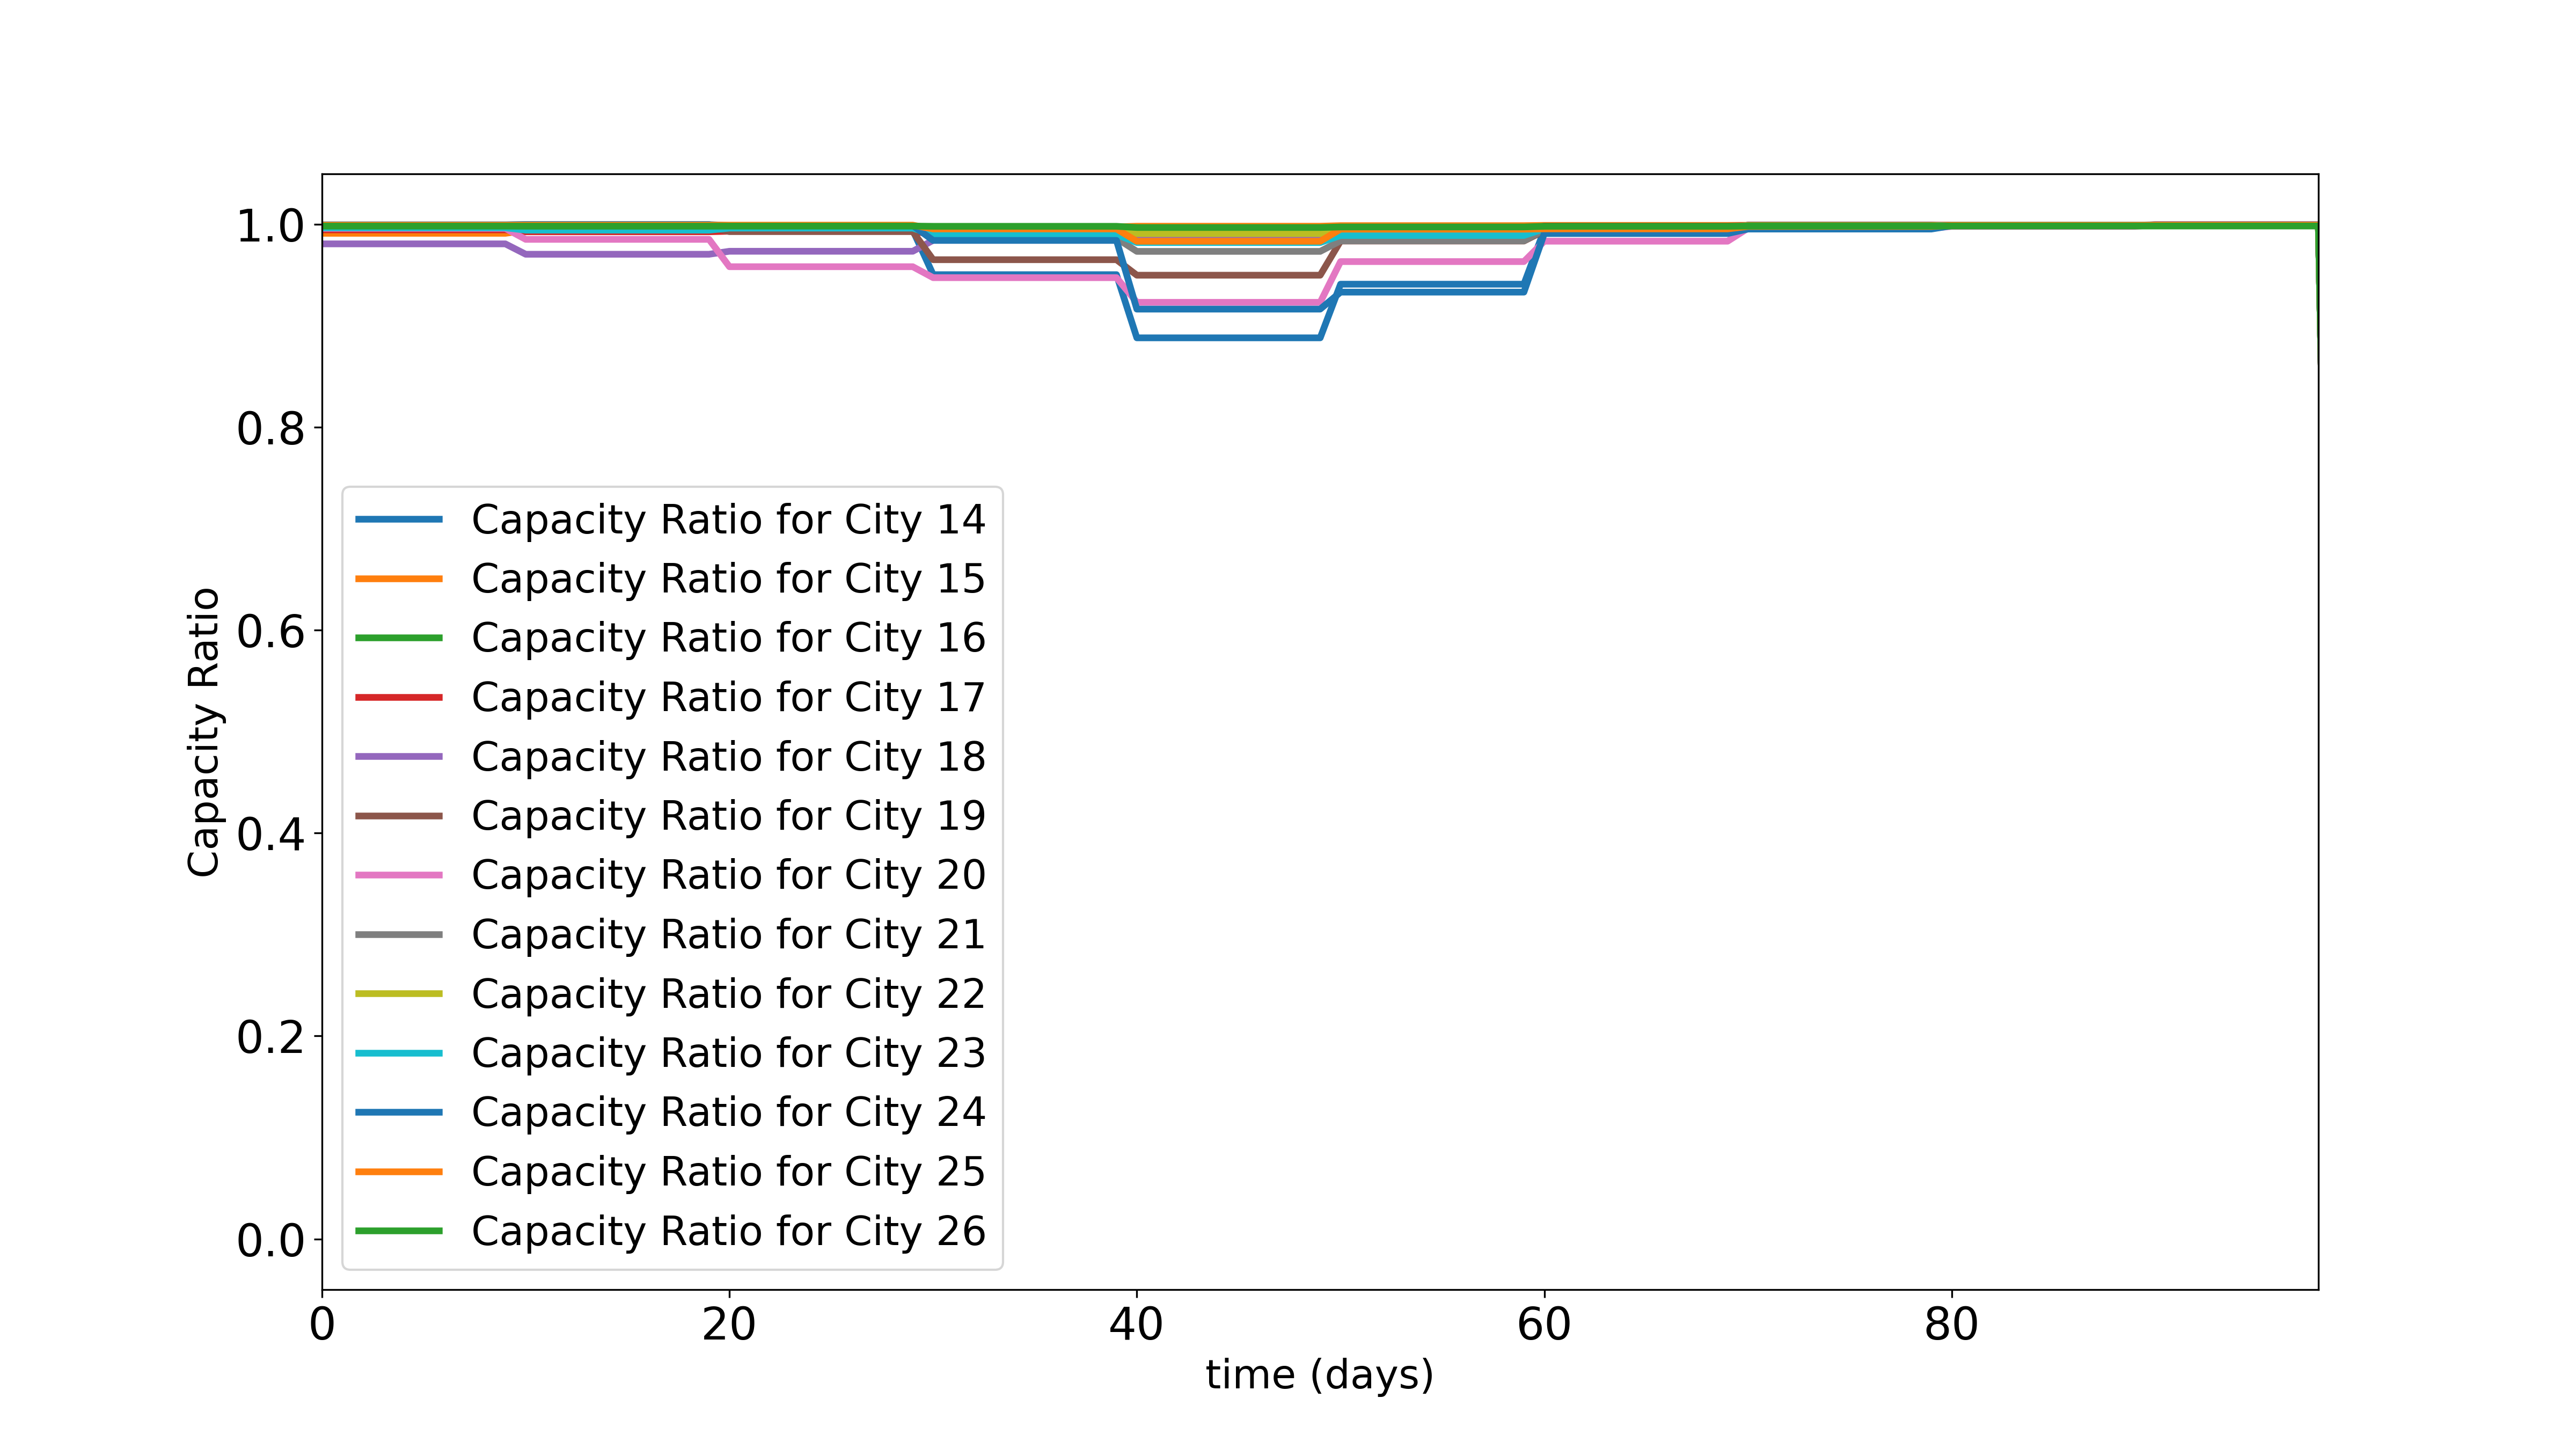 1.0
0.8
0.6
0.4
0.2
0.0
Capacity Ratio
Capacity Ratio for City 14
Capacity Ratio for City 15
Capacity Ratio for City 16
Capacity Ratio for City 17
Capacity Ratio for City 18
Capacity Ratio for City 19
Capacity Ratio for City 20
Capacity Ratio for City 21
Capacity Ratio for City 22
Capacity Ratio for City 23
Capacity Ratio for City 24
Capacity Ratio for City 25
Capacity Ratio for City 26
0 20 40 60 80
time (days)